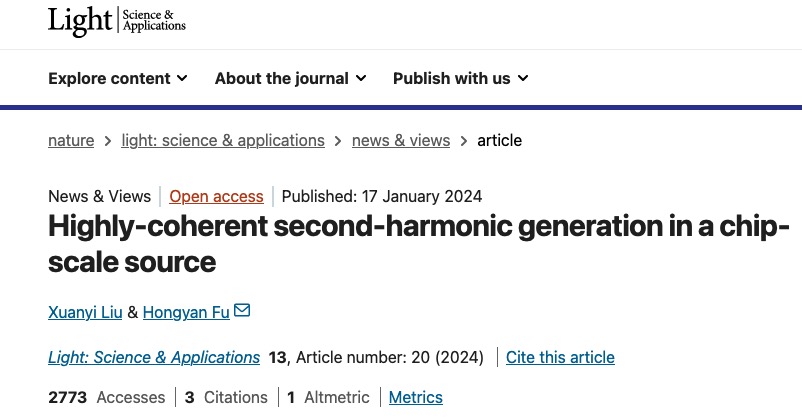 Light Science &
Applications
Explore content About the journal Publish with us
nature > light: science & applications > news & views > article
News & Views | Open access | Published: 17 January 2024
Highly-coherent second-harmonic generation in a chip-
scale source
Xuanyi Liu & Hongyan Fu
Light: Science & Applications 13, Article number: 20 (2024) | Cite this article
2773 Accesses | 3 Citations | 1 Altmetric | Metrics